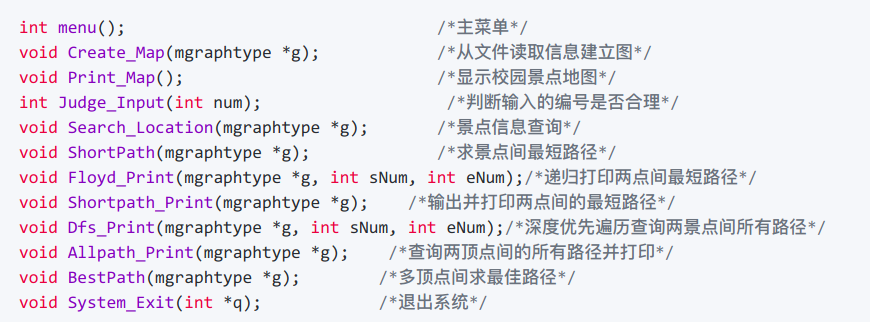 int menu(); /*主菜单*/
void Create_Map(mgraphtype *g); /*从文件读取信息建立图*/
void Print_Map(); /*显示校园景点地图*/
int Judge_Input(int num); /*判断输入的编号是否合理*/
void Search_Location(mgraphtype *g); /*景点信息查询*/
void ShortPath(mgraphtype *g); /*求景点间最短路径*/
void Floyd_Print(mgraphtype *g, int sNum, int eNum);/*递归打印两点间最短路径*/
void Shortpath_Print(mgraphtype *g); /*输出并打印两点间的最短路径*/
void Dfs_Print(mgraphtype *g, int sNum, int eNum);/*深度优先遍历查询两景点间所有路径*/
void Allpath_Print(mgraphtype *g); /*查询两顶点间的所有路径并打印*/
void BestPath(mgraphtype *g); /*多顶点间求最佳路径*/
void System_Exit(int *q); /*退出系统*/